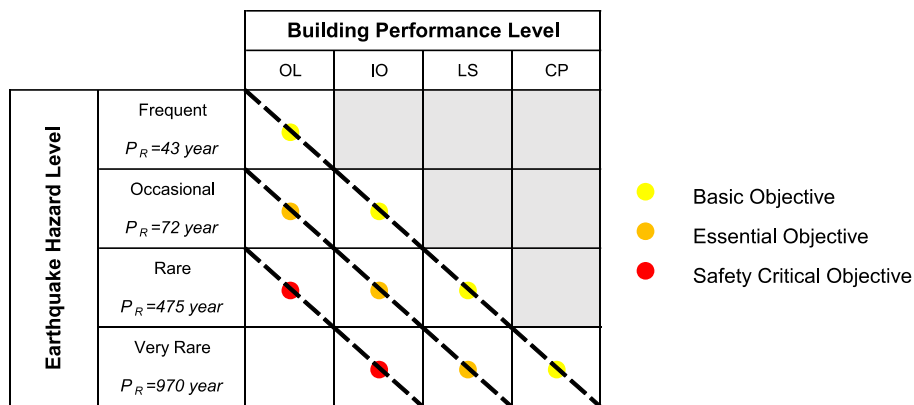 Building Performance Level
OL IO LS CP
Earthquake Hazard Level
Frequent
P R =43 year
Occasional
P R =72 year
Rare
P R =475 year
Very Rare
P R =970 year
Basic Objective
Essential Objective
Safety Critical Objective